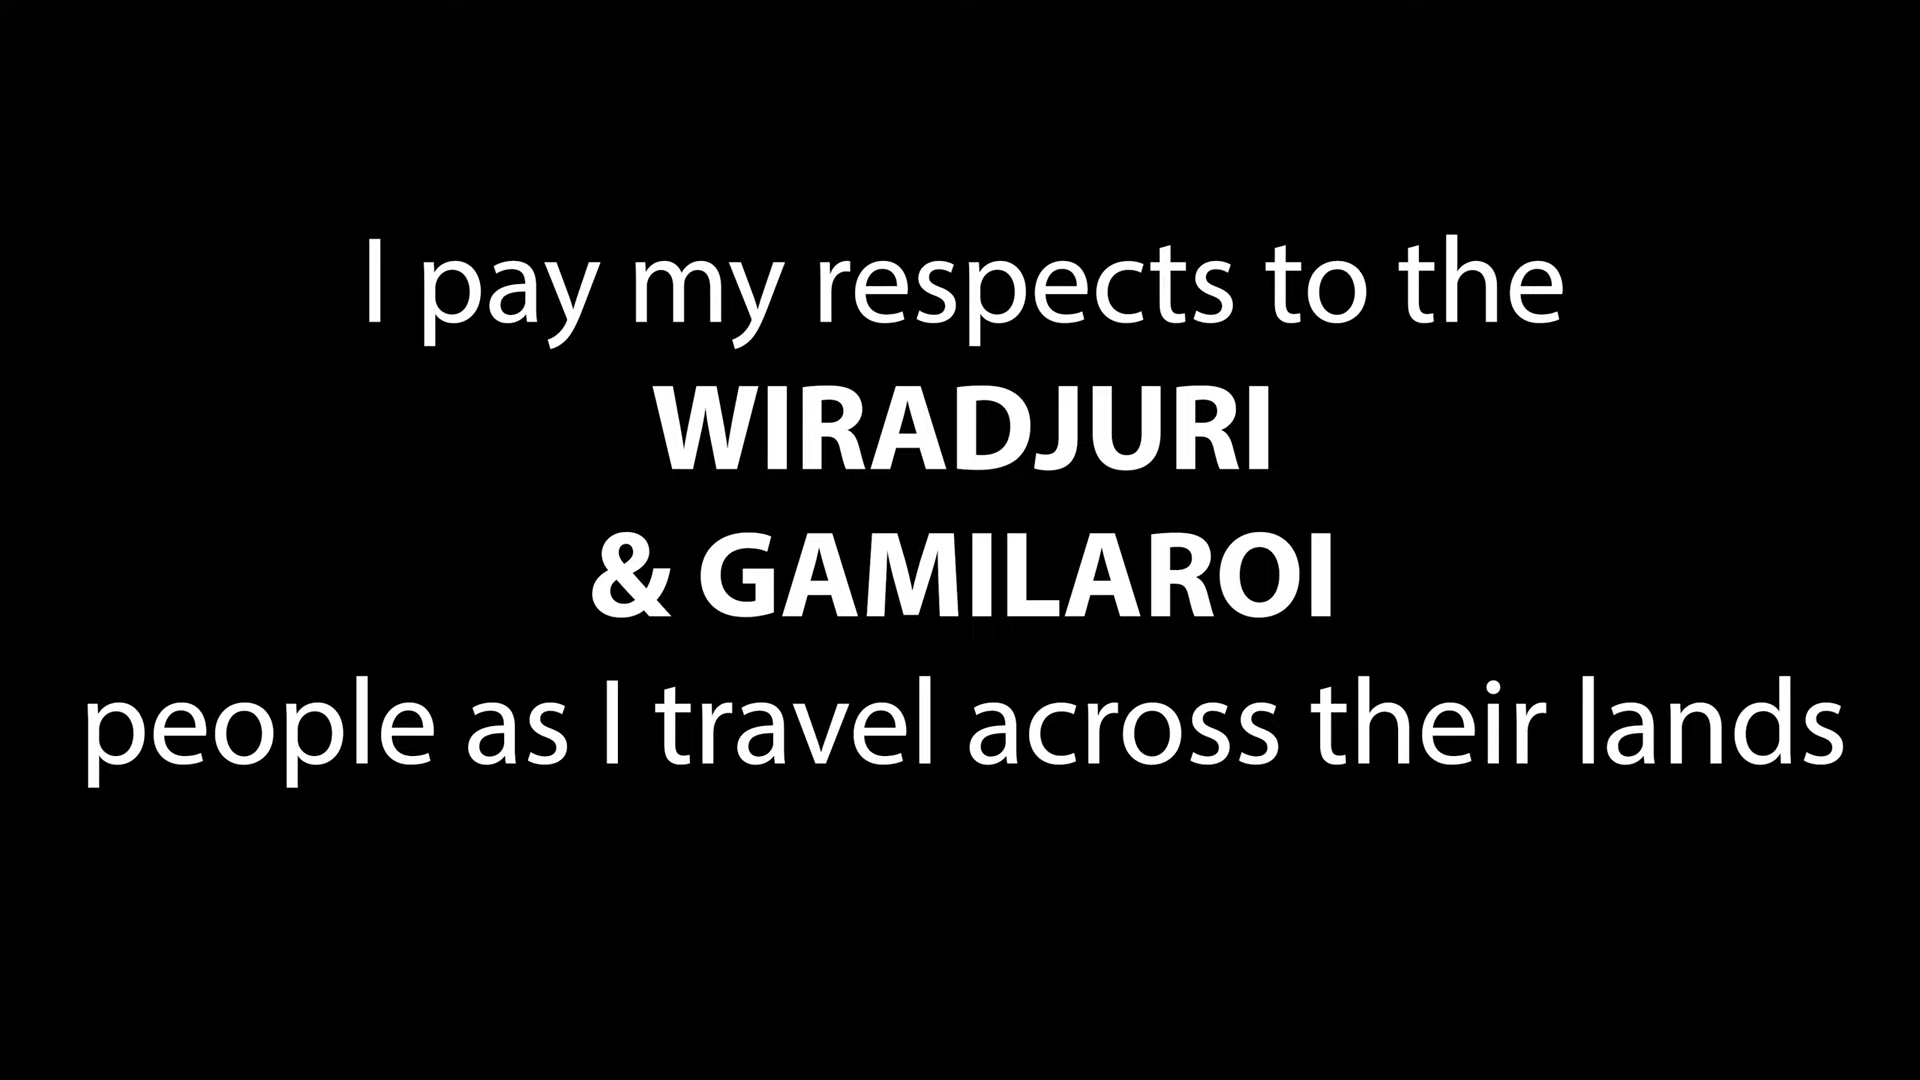 I pay my respects to the
WIRADJURI
& GAMILAROI
people as I travel across their lands